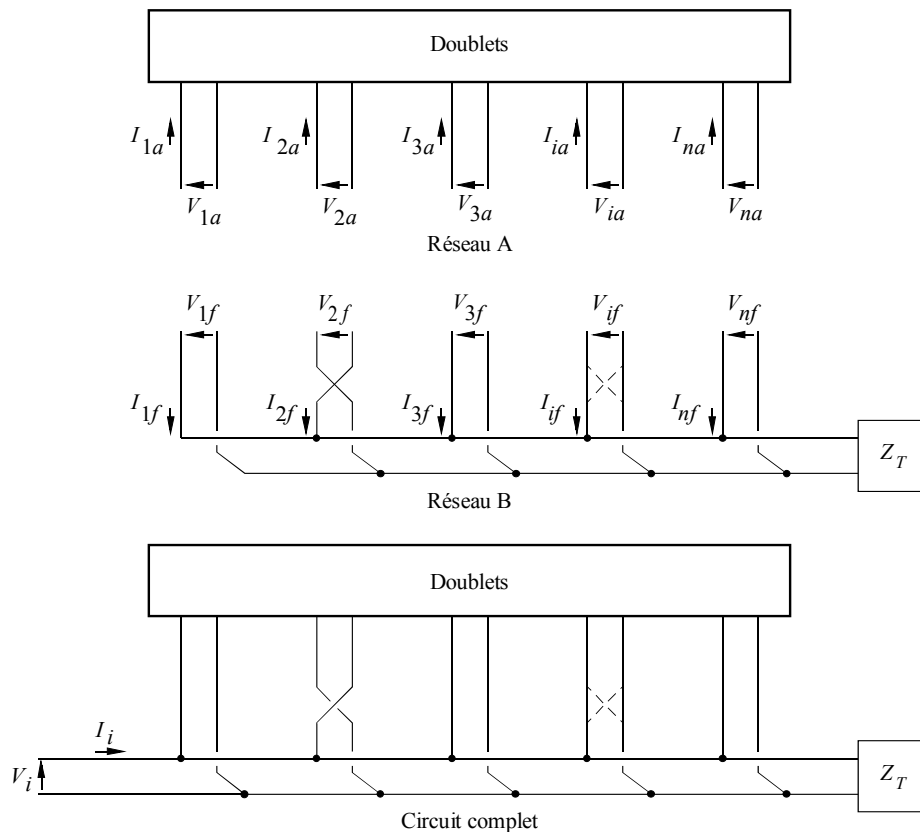 Doublets
I1a I2a I3a Iia Ina
V1a V2a V3a Via Vna
Réseau A
V1f V2f V3f Vif Vnf
I1f I2f I3f Iif Inf
ZT
Réseau B
Doublets
Ii
Vi
ZT
Circuit complet